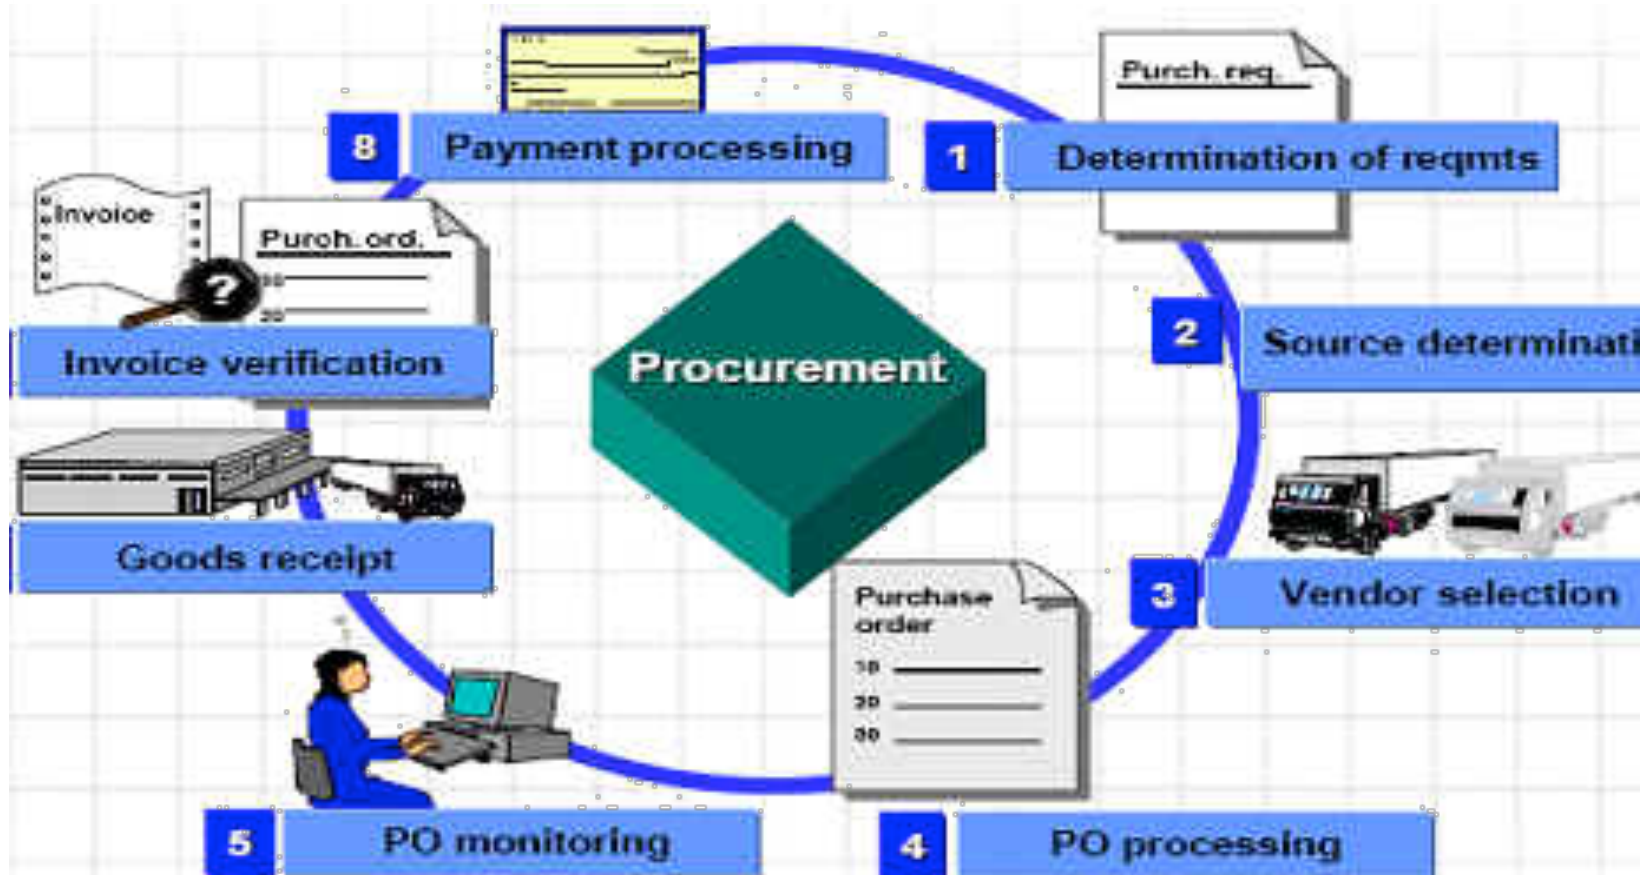 Purch. req.
8
Payment processing
1
Determination of reqmts
Invoice
Purch. ord.
?
20
2
Source determinati
Procurement
Invoice verification
Goods receipt
3
Vendor selection
Purchase
order
10
20
30
5
PO monitoring
4
PO processing